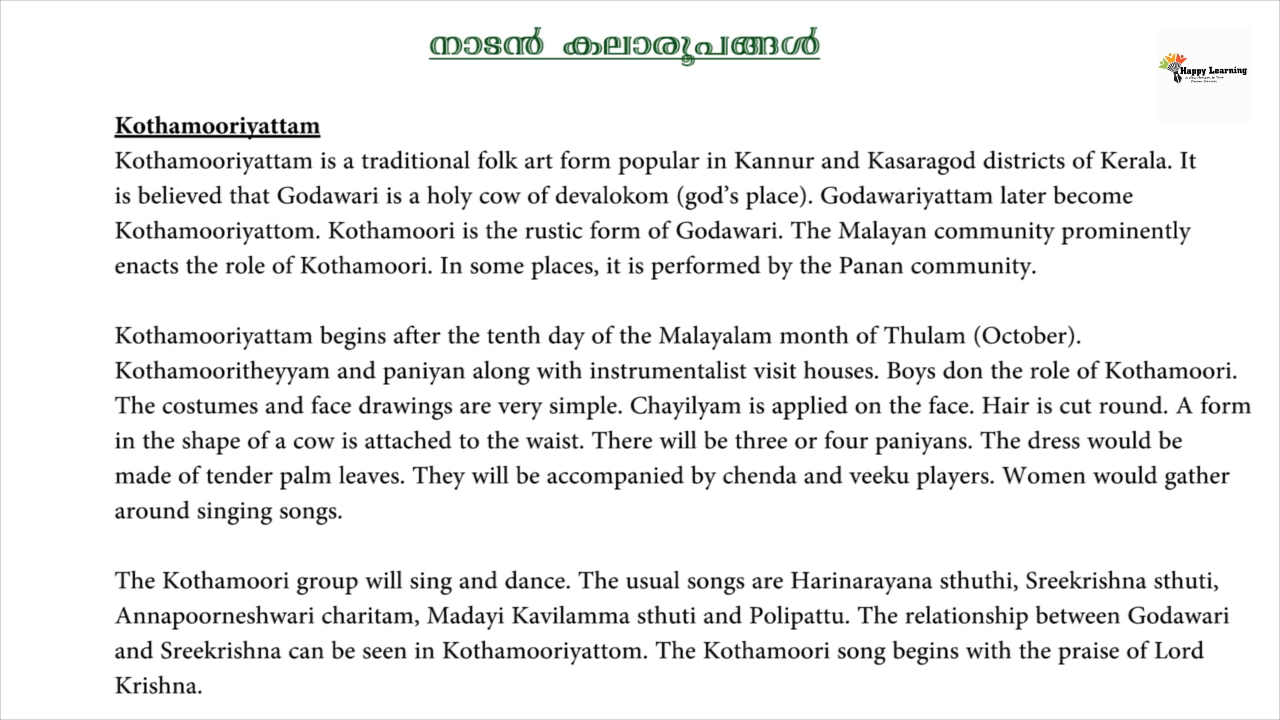 നാടൻ കലാരൂപങ്ങൾ
Happy Learning
Kothamooriyattam
Kothamooriyattam is a traditional folk art form popular in Kannur and Kasaragod districts of Kerala. It
is believed that Godawari is a holy cow of devalokom (god’s place). Godawariyattam later become
Kothamooriyattom. Kothamoori is the rustic form of Godawari. The Malayan community prominently
enacts the role of Kothamoori. In some places, it is performed by the Panan community.
Kothamooriyattam begins after the tenth day of the Malayalam month of Thulam (October).
Kothamooritheyyam and paniyan along with instrumentalist visit houses. Boys don the role of Kothamoori.
The costumes and face drawings are very simple. Chayilyam is applied on the face. Hair is cut round. A form
in the shape of a cow is attached to the waist. There will be three or four paniyans. The dress would be
made of tender palm leaves. They will be accompanied by chenda and veeku players. Women would gather
around singing songs.
The Kothamoori group will sing and dance. The usual songs are Harinarayana sthuthi, Sreekrishna sthuti,
Annapoorneshwari charitam, Madayi Kavilamma sthuti and Polipattu. The relationship between Godawari
and Sreekrishna can be seen in Kothamooriyattom. The Kothamoori song begins with the praise of Lord
Krishna.